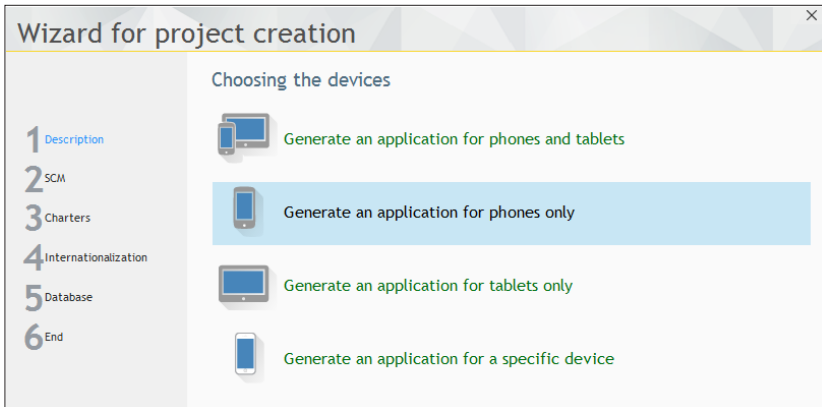 Wizard for project creation
Choosing the devices
1 Description
2 SCM
3 Charters
4 Internationalization
5 Database
6 End
Generate an application for phones and tablets
Generate an application for phones only
Generate an application for tablets only
Generate an application for a specific device